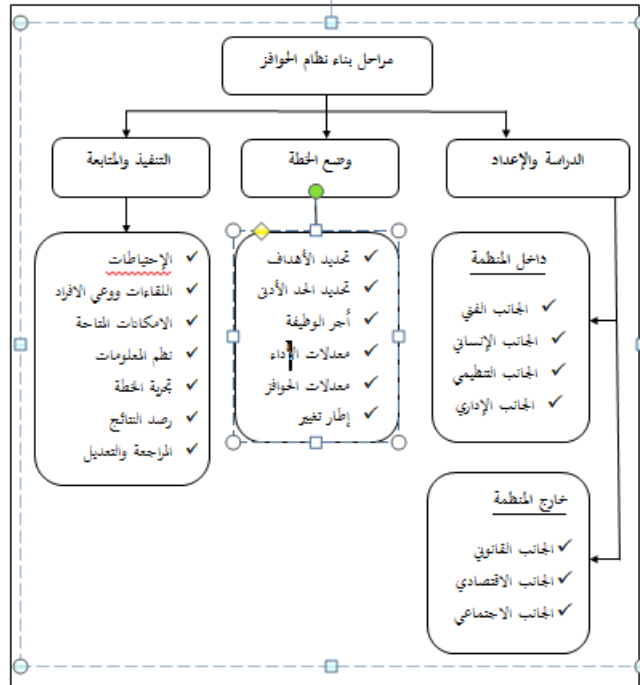 مراحل بناء نظام الحوافز
الدراسة والإعداد
وضع الخطة
التنفيذ والمتابعة
داخل المنظمة
✓ الجانب الفني
✓ الجانب الإنساني
✓ الجانب التنظيمي
✓ الجانب الإداري
خارج المنظمة
✓ الجانب القانوني
✓ الجانب الاقتصادي
✓ الجانب الاجتماعي
✓ تحديد الأهداف
✓ تحديد الحد الأدنى
✓ أجر الوظيفة
✓ معدلات الأداء
✓ معدلات الحوافز
✓ إطار تغيير
✓ الإحتياطات
✓ اللقاءات ووعي الافراد
✓ الامكانات المتاحة
✓ نظم المعلومات
✓ تجربة الخطة
✓ رصد النتائج
✓ المراجعة والتعديل